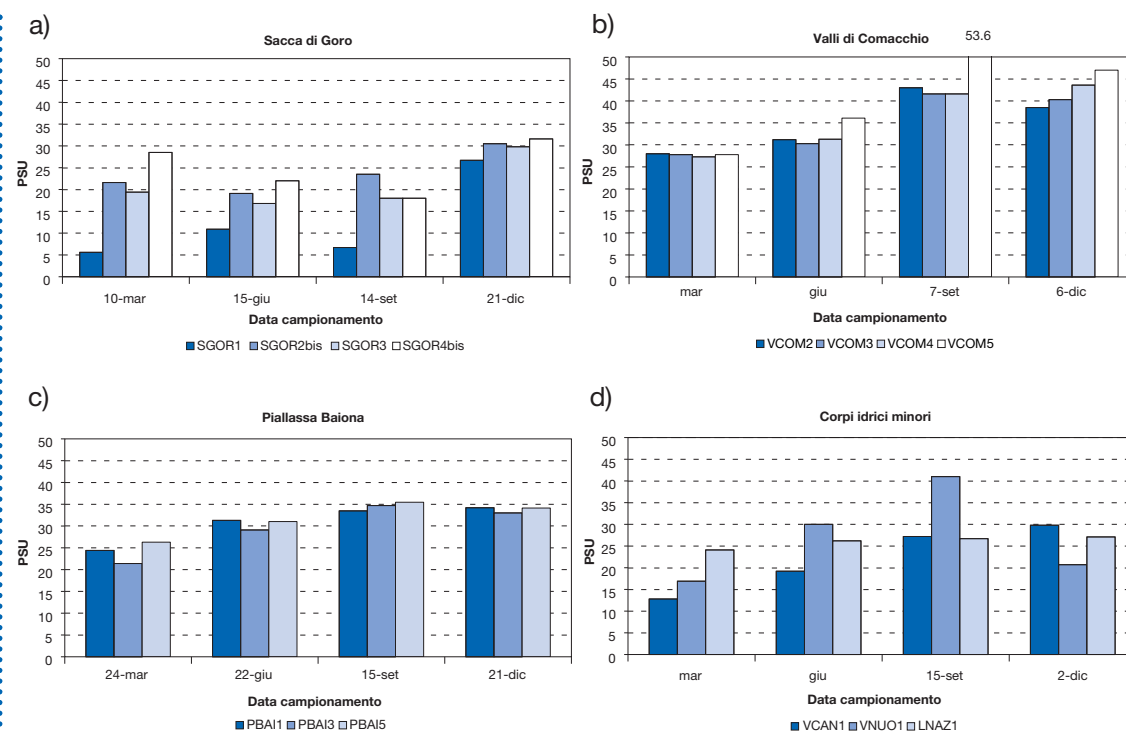 a)
Sacca di Goro
50
45
40
35
30
25
20
15
10
5
0
PSU
10-mar 15-giu 14-set 21-dic
Data campionamento
SGOR1 SGOR2bis SGOR3 SGOR4bis
b)
Valli di Comacchio
53.6
50
45
40
35
30
25
20
15
10
5
0
PSU
mar giu 7-set 6-dic
Data campionamento
VCOM2 VCOM3 VCOM4 VCOM5
c)
Piallassa Baiona
50
45
40
35
30
25
20
15
10
5
0
PSU
24-mar 22-giu 15-set 21-dic
Data campionamento
PBAI1 PBAI3 PBAI5
d)
Corpi idrici minori
50
45
40
35
30
25
20
15
10
5
0
PSU
mar giu 15-set 2-dic
Data campionamento
VCAN1 VNUO1 LNAZ1